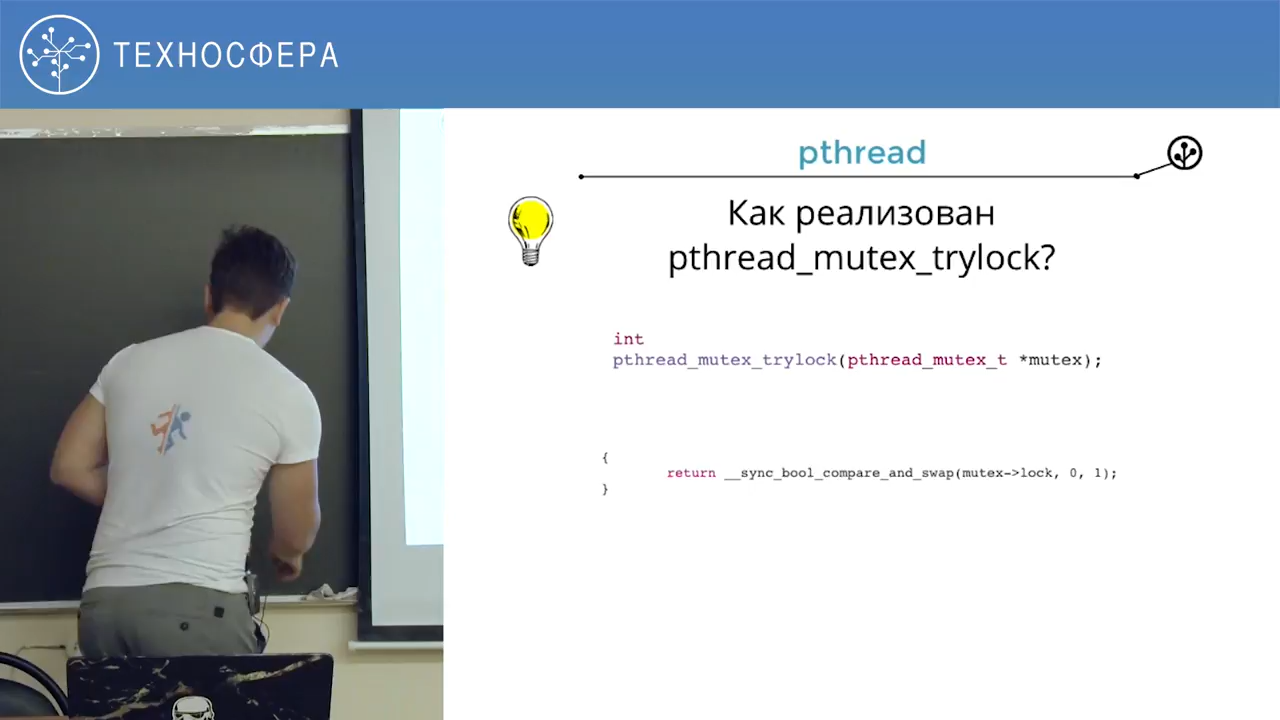 ТЕХНОСФЕРА
pthread
Как реализован
pthread_mutex_trylock?
int
pthread_mutex_trylock(pthread_mutex_t *mutex);
{
return __sync_bool_compare_and_swap(mutex->lock, 0, 1);
}